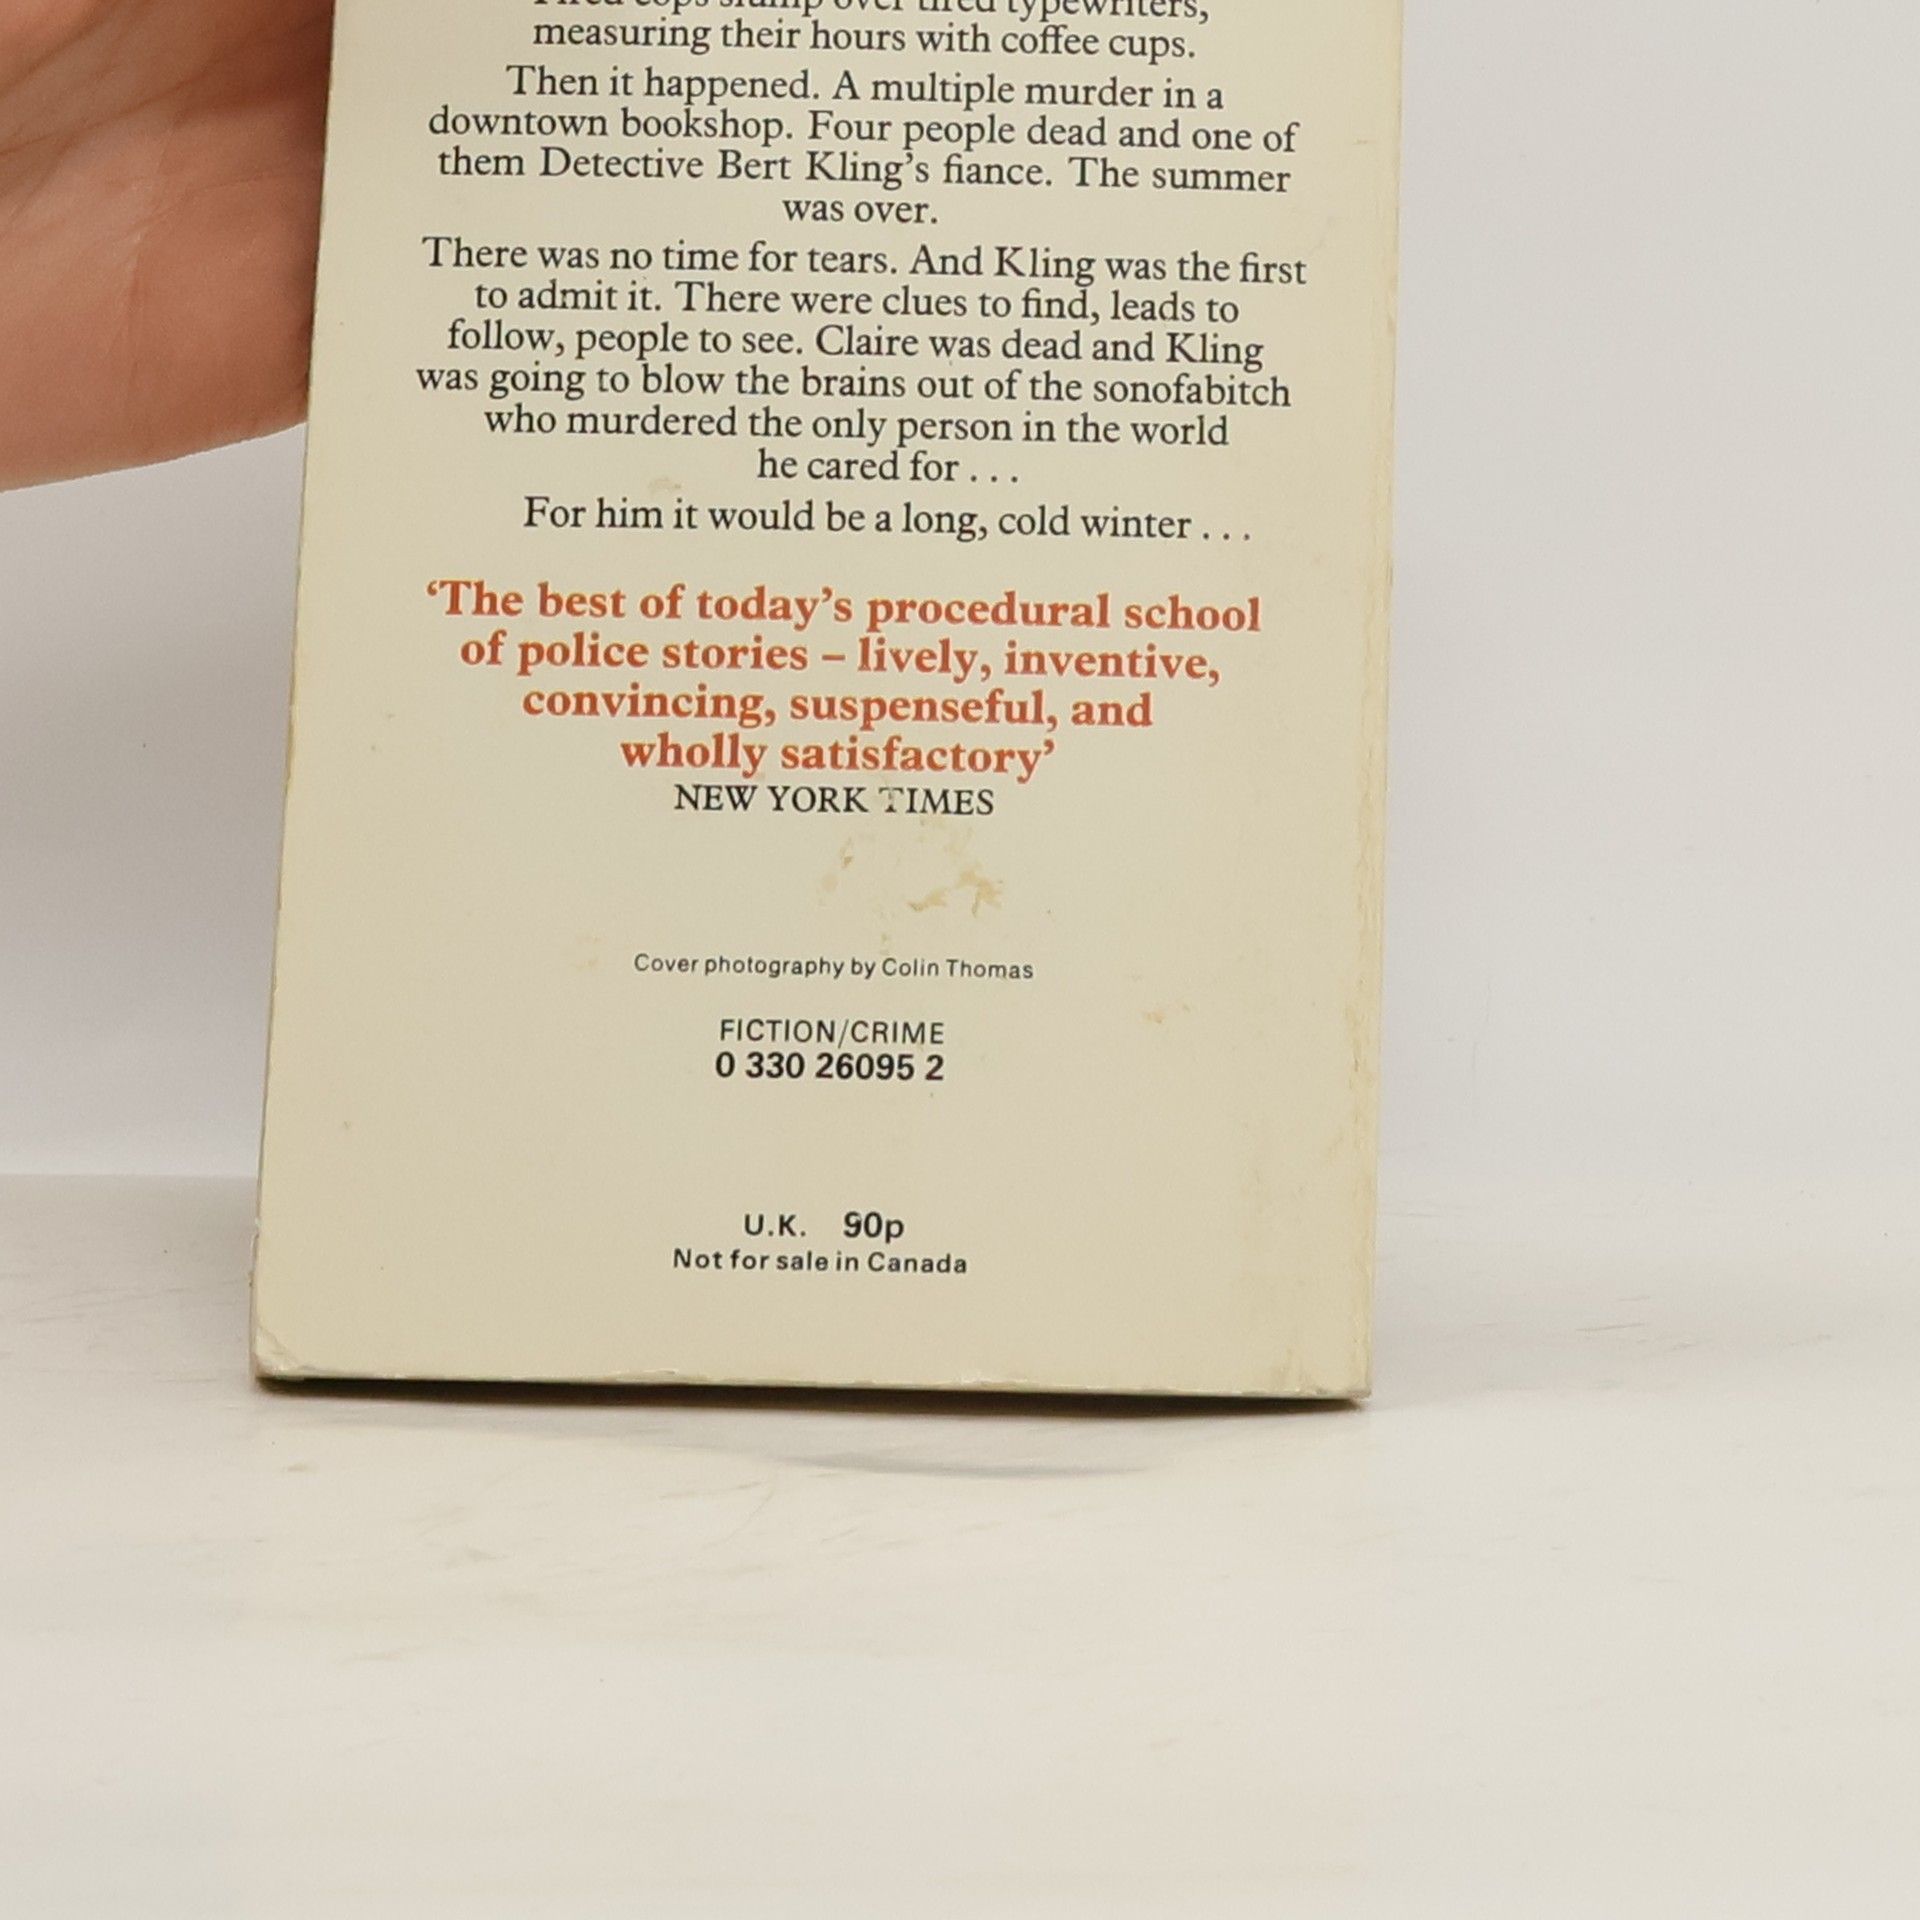 Tired cops slump over tired typewriters,
measuring their hours with coffee cups.
Then it happened. A multiple murder in a
downtown bookshop. Four people dead and one of
them Detective Bert Kling's fiance. The summer
was over.
There was no time for tears. And Kling was the first
to admit it. There were clues to find, leads to
follow, people to see. Claire was dead and Kling
was going to blow the brains out of the sonofabitch
who murdered the only person in the world
he cared for . . .
For him it would be a long, cold winter . . .
‘The best of today’s procedural school
of police stories – lively, inventive,
convincing, suspenseful, and
wholly satisfactory’
NEW YORK TIMES
Cover photography by Colin Thomas
FICTION/CRIME
0 330 26095 2
U.K. 90p
Not for sale in Canada